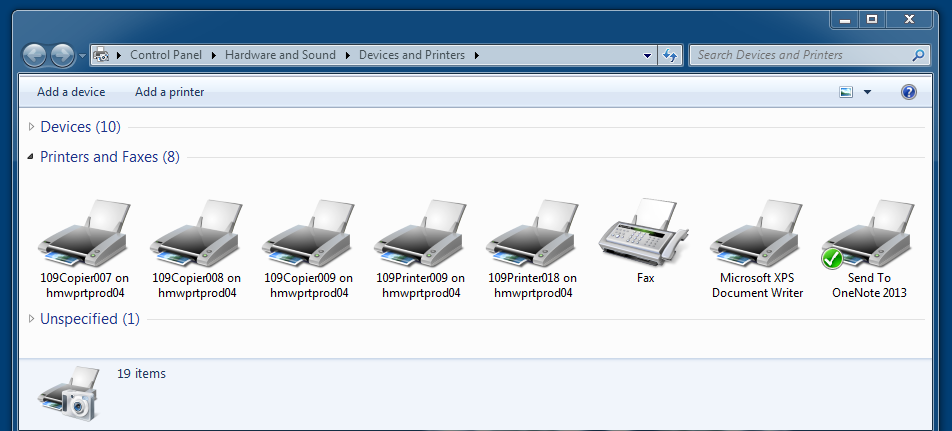 Control Panel Hardware and Sound Devices and Printers Search Devices and Printers
Add a device Add a printer
Devices (10)
Printers and Faxes (8)
109Copier007 on
hmwprtprod04
109Copier008 on
hmwprtprod04
109Copier009 on
hmwprtprod04
109Printer009 on
hmwprtprod04
109Printer018 on
hmwprtprod04
Fax
Microsoft XPS
Document Writer
Send To
OneNote 2013
Unspecified (1)
19 items